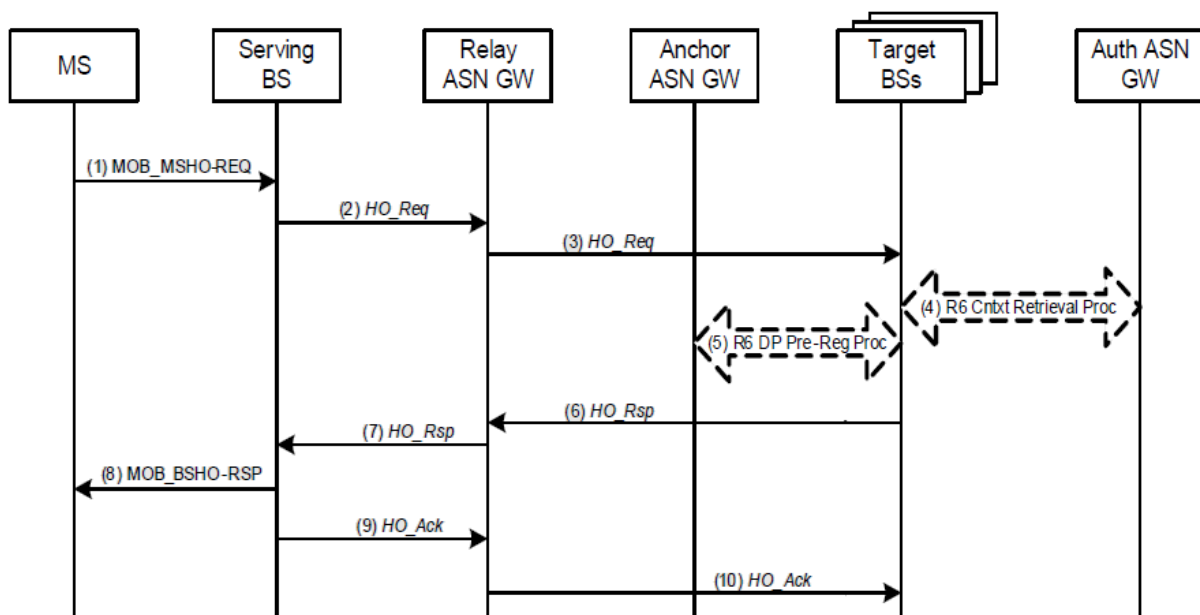 MS
Serving
BS
Relay
ASN GW
Anchor
ASN GW
Target
BSs
Auth ASN
GW
(1) MOB_MSHO-REQ
(2) HO_Req
(3) HO_Req
(4) R6 Cntxt Retrieval Proc
(5) R6 DP Pre-Reg Proc
(6) HO_Rsp
(7) HO_Rsp
(8) MOB_BSHO-RSP
(9) HO_Ack
(10) HO_Ack